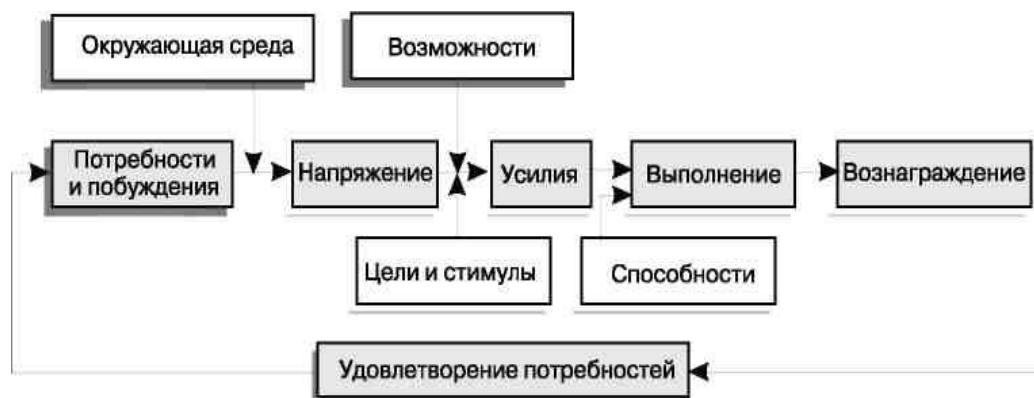 Окружающая среда
Возможности
Потребности
и побуждения
Напряжение
Усилия
Выполнение
Вознаграждение
Цели и стимулы
Способности
Удовлетворение потребностей